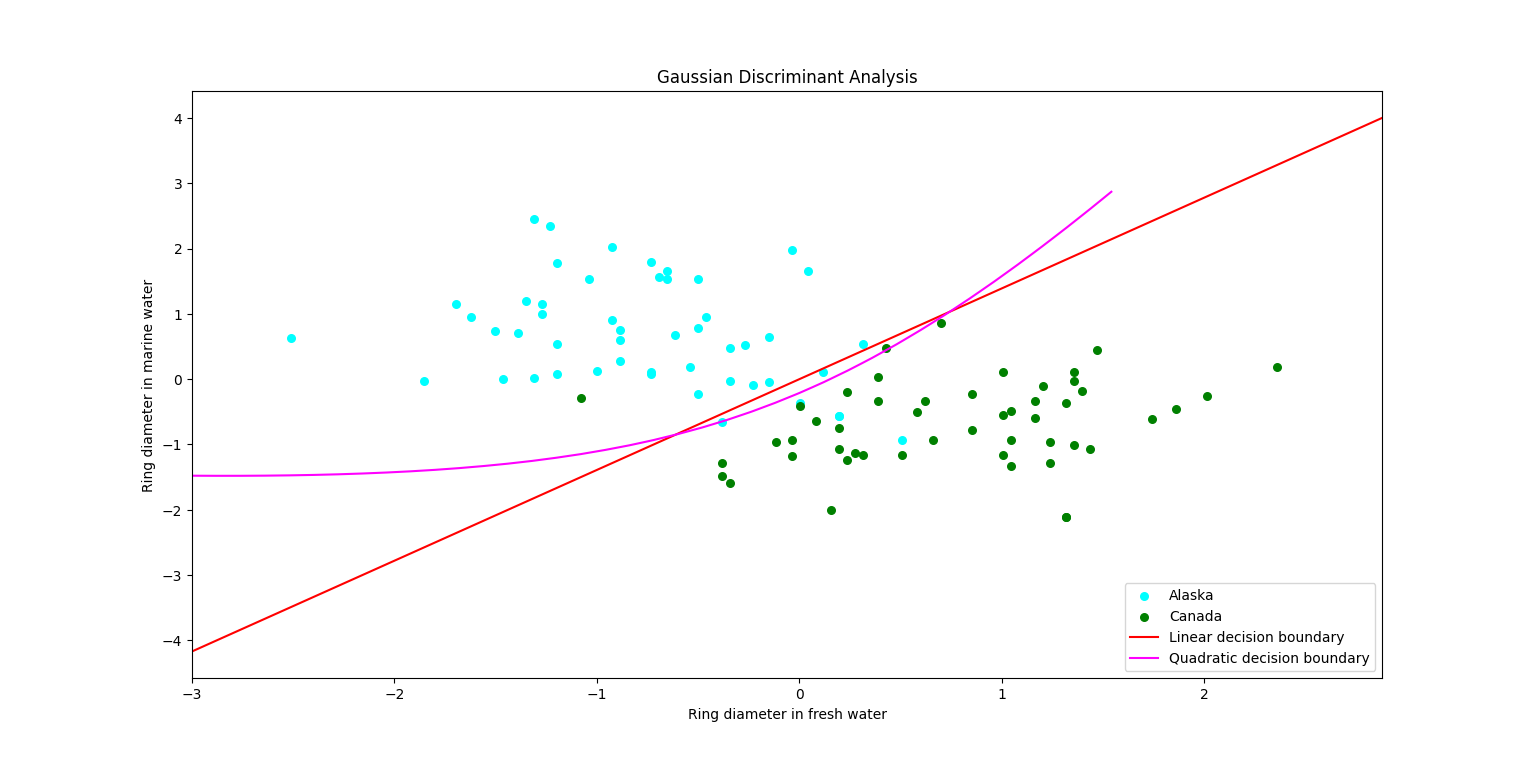 Gaussian Discriminant Analysis
4
3
2
1
0
−1
−2
−3
−4
Ring diameter in marine water
−3
−2
−1
0
1
2
Ring diameter in fresh water
Alaska
Canada
Linear decision boundary
Quadratic decision boundary